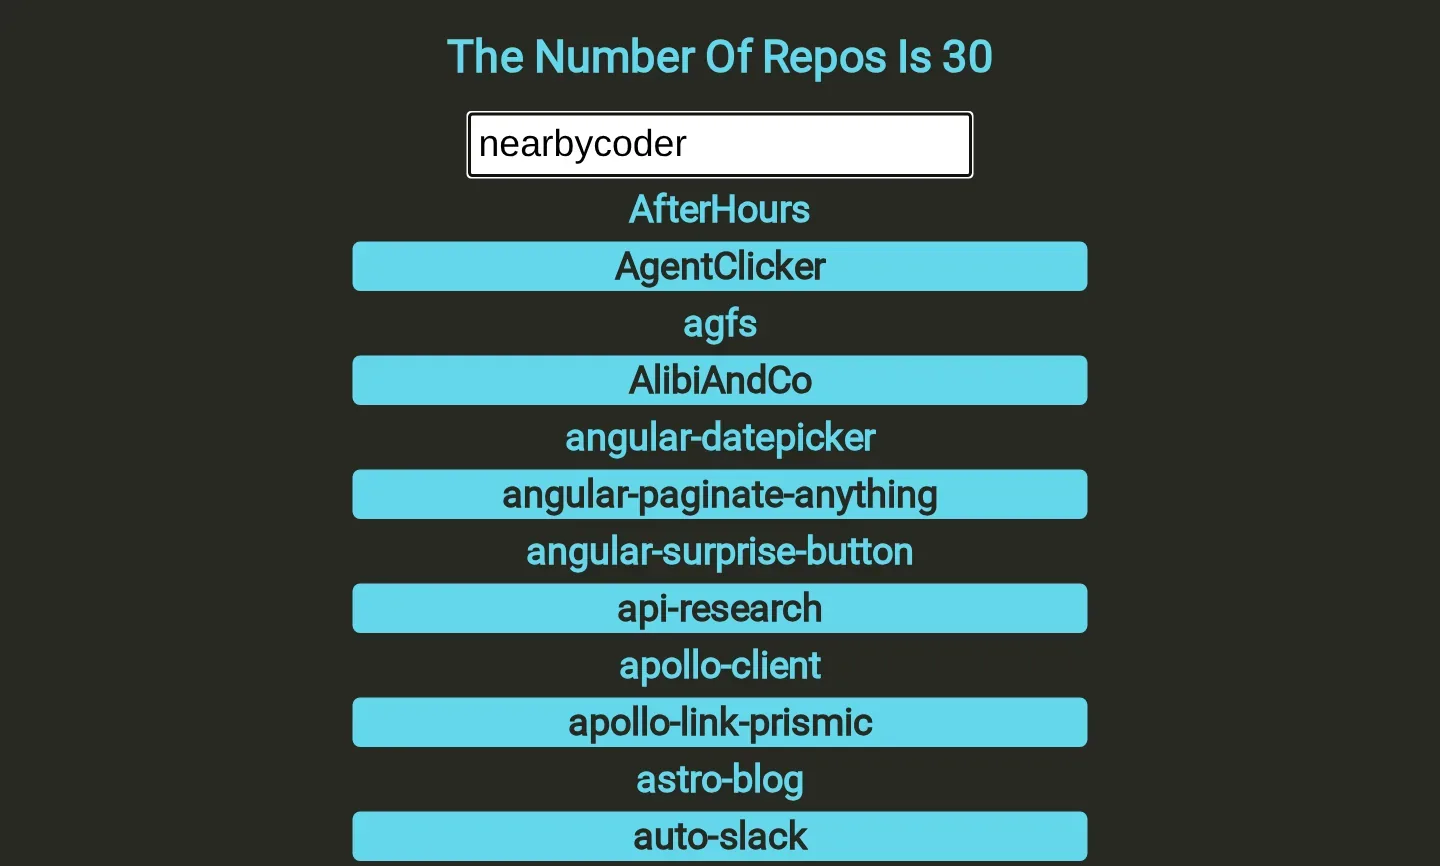 The Number Of Repos Is 30
nearbycoder
AfterHours
AgentClicker
agfs
AlibiAndCo
angular-datepicker
angular-paginate-anything
angular-surprise-button
api-research
apollo-client
apollo-link-prismic
astro-blog
auto-slack